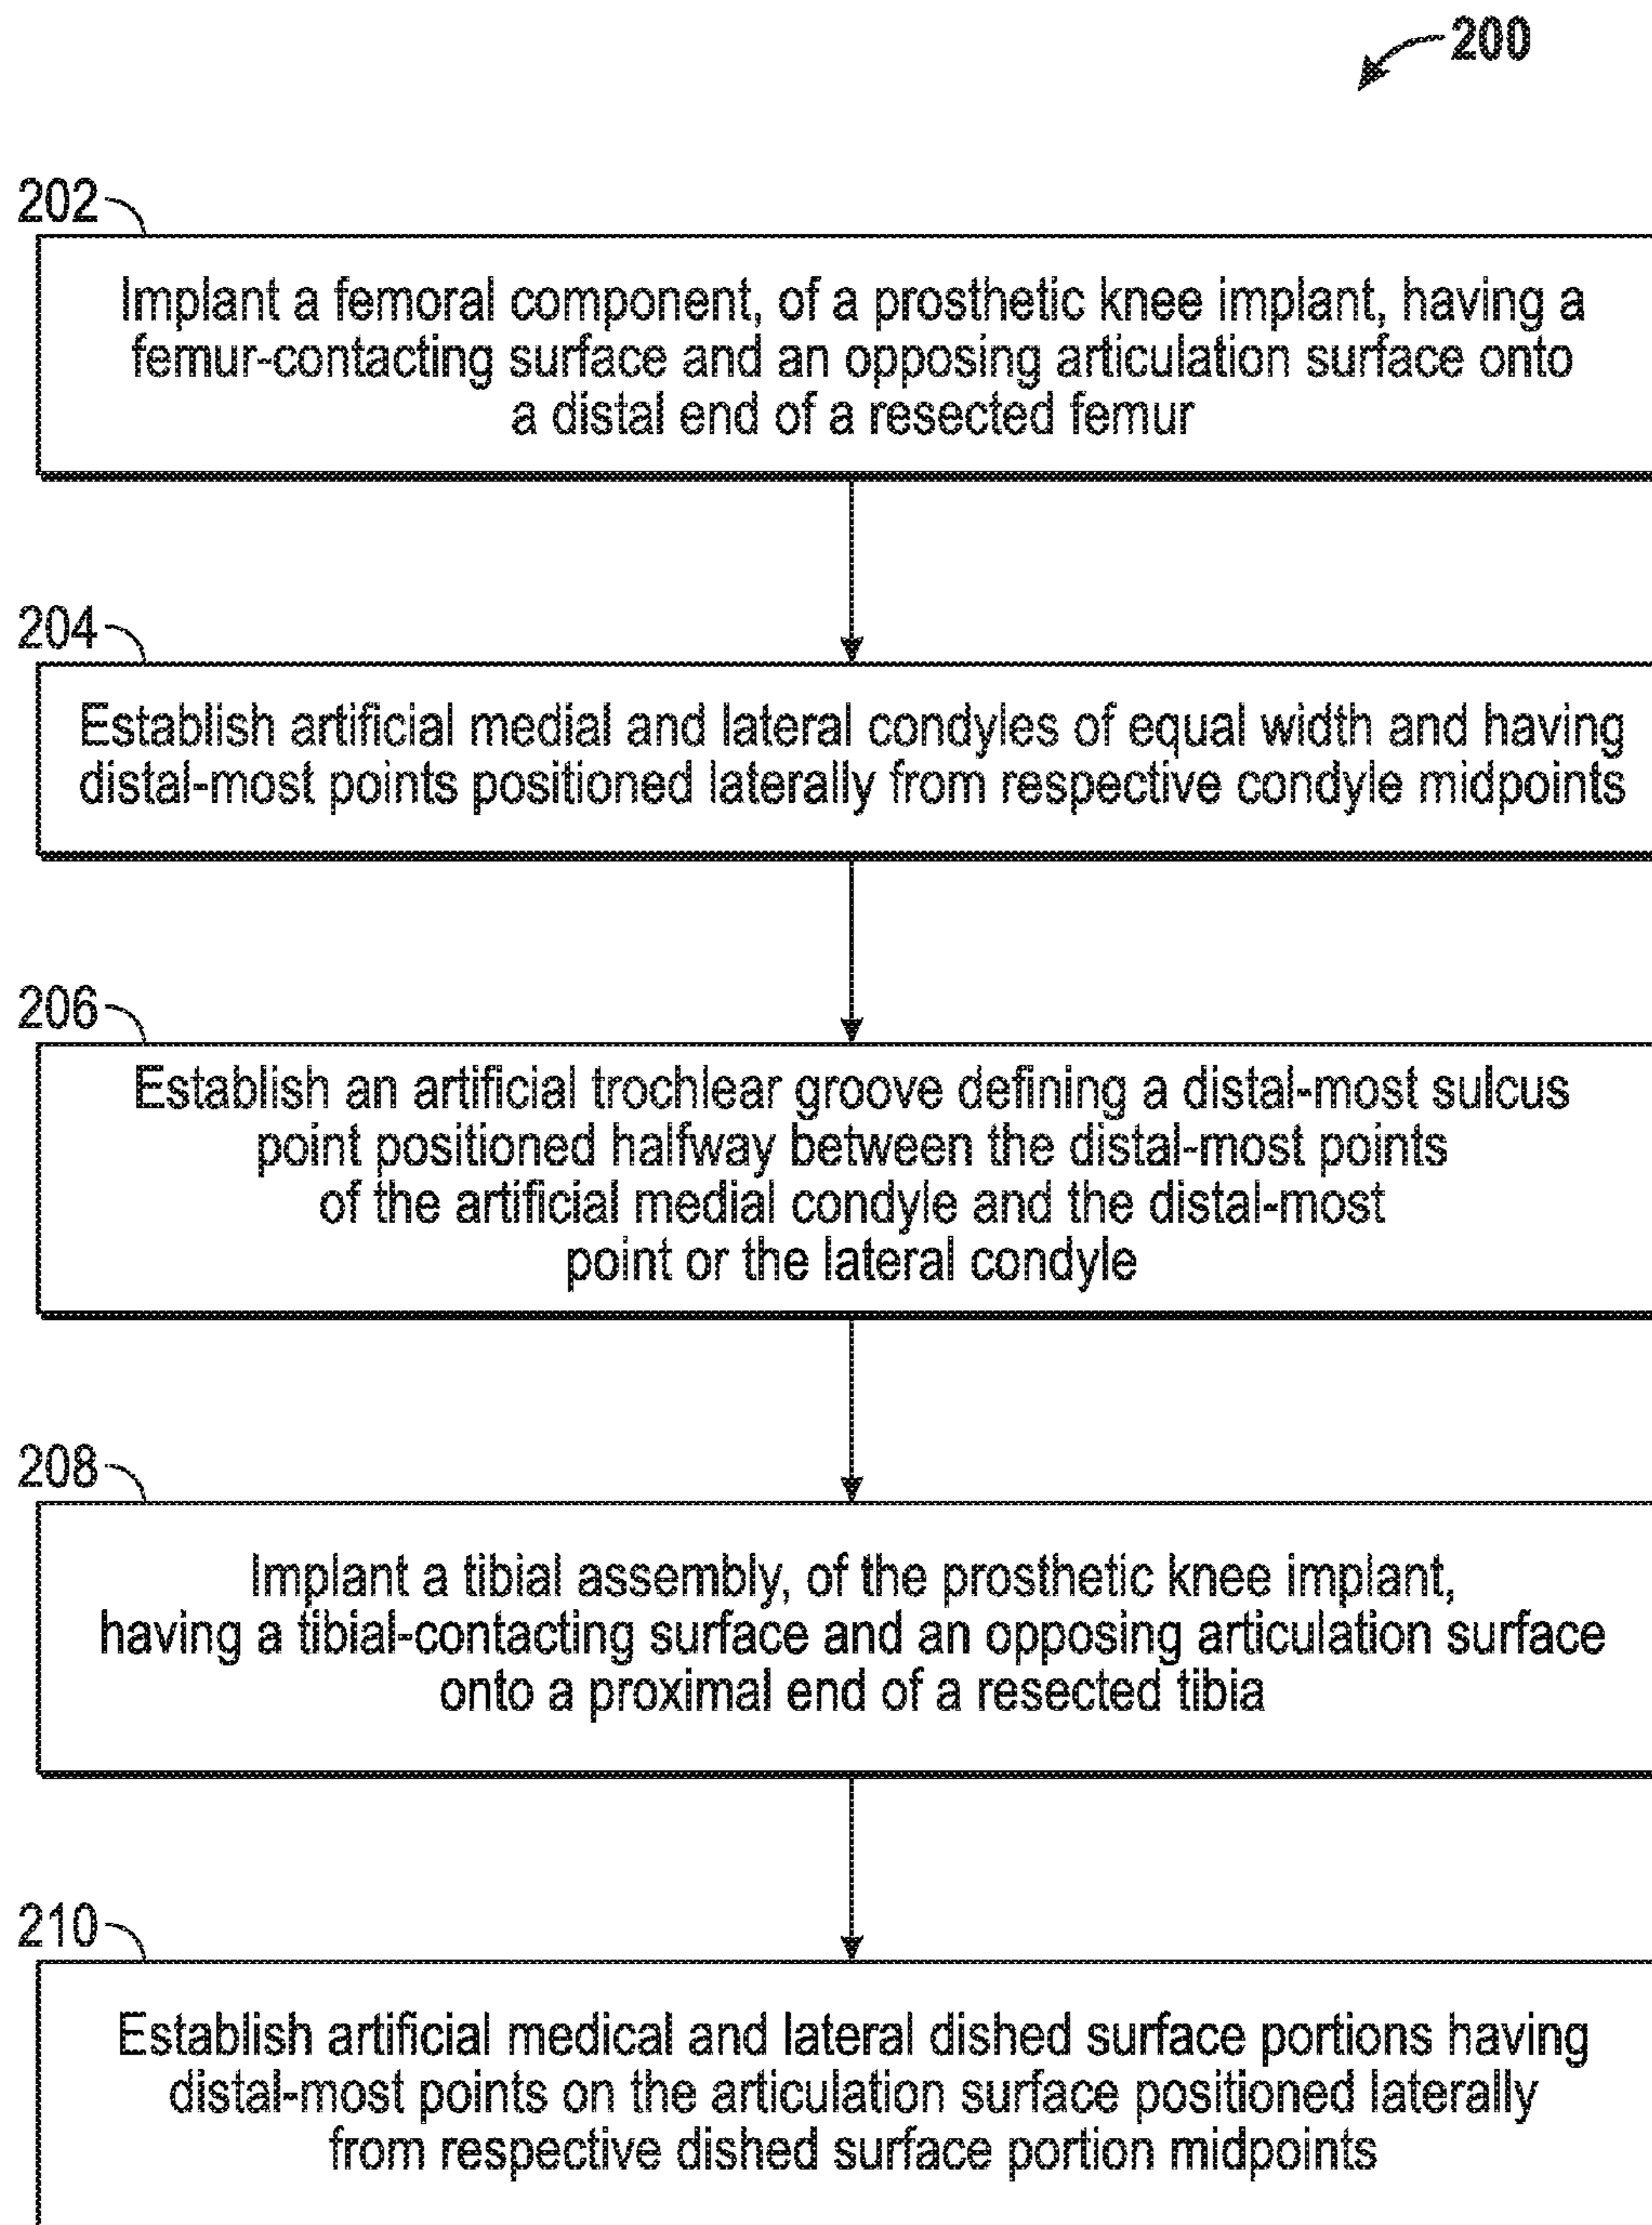 200
202
Implant a femoral component, of a prosthetic knee implant, having a
femur-contacting surface and an opposing articulation surface onto
a distal end of a resected femur
204
Establish artificial medial and lateral condyles of equal width and having
distal-most points positioned laterally from respective condyle midpoints
206
Establish an artificial trochlear groove defining a distal-most sulcus
point positioned halfway between the distal-most points
of the artificial medial condyle and the distal-most
point or the lateral condyle
208
Implant a tibial assembly, of the prosthetic knee implant,
having a tibial-contacting surface and an opposing articulation surface
onto a proximal end of a resected tibia
210
Establish artificial medical and lateral dished surface portions having
distal-most points on the articulation surface positioned laterally
from respective dished surface portion midpoints